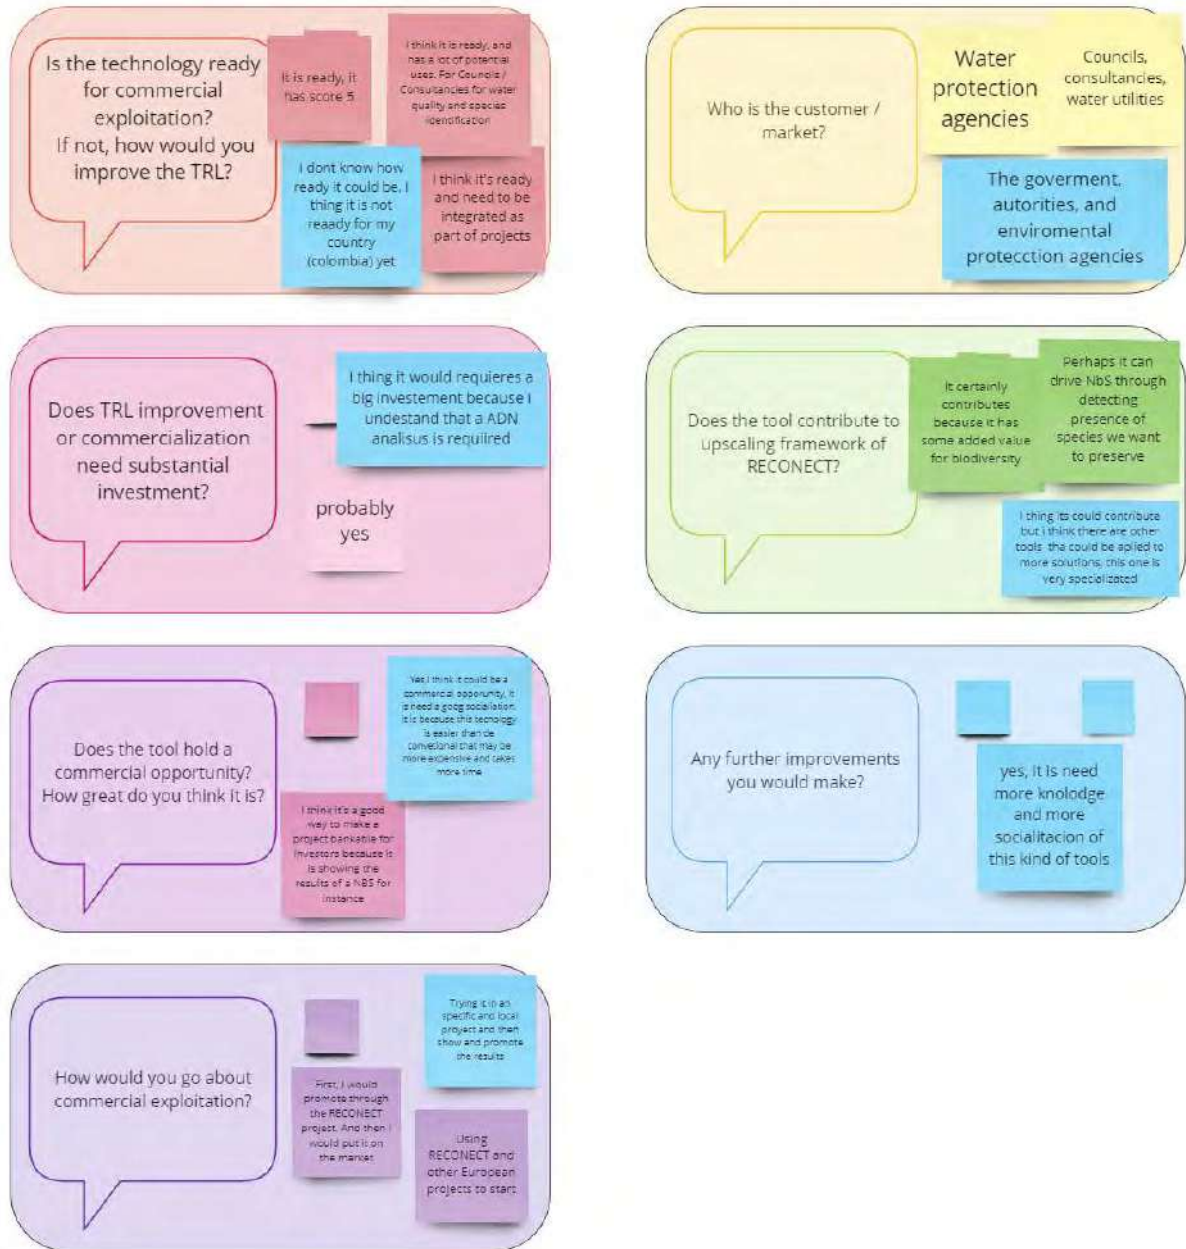 Is the technology ready
for commercial
exploitation?
If not, how would you
improve the TRL?
It is ready, it
has score 5
I think it is ready, and
has a lot of potential
uses. For Councils /
Consultancies for water
quality and species
identification
I dont know how
ready it could be, I
thing it is not
reaady for my
country
(colombia) yet
I think it's ready
and need to be
integrated as
part of projects
Who is the customer /
market?
Water
protection
agencies
Councils,
consultancies,
water utilities
The goverment,
autorities, and
enviromental
protecction agencies
Does TRL improvement
or commercialization
need substantial
investment?
I thing it would requieres a
big investement because I
undestand that a ADN
analisus is requiired
probably
yes
Does the tool contribute to
upscaling framework of
RECONECT?
It certainly
contributes
because it has
some added value
for biodiversity
Perhaps it can
drive NbS through
detecting
presence of
species we want
to preserve
I thing its could contribute
but i think there are other
tools tha could be aplied to
more solutions, this one is
very specializated
Does the tool hold a
commercial opportunity?
How great do you think it is?
Yes I think it could be a
commercial opporunity, it
is need a goog socialiation.
It is because this tecnology
is easier than de
convetional that may be
more expensive and takes
more time
I think it's a good
way to make a
project bankable for
investors because it
is showing the
results of a NBS for
instance
Any further improvements
you would make?
yes, it is need
more knolodge
and more
socialitacion of
this kind of tools
How would you go about
commercial exploitation?
Trying it in an
specific and local
project and then
show and promote
the results
First, I would
promote through
the RECONECT
project. And then I
would put it on
the market
Using
RECONECT and
other European
projects to start